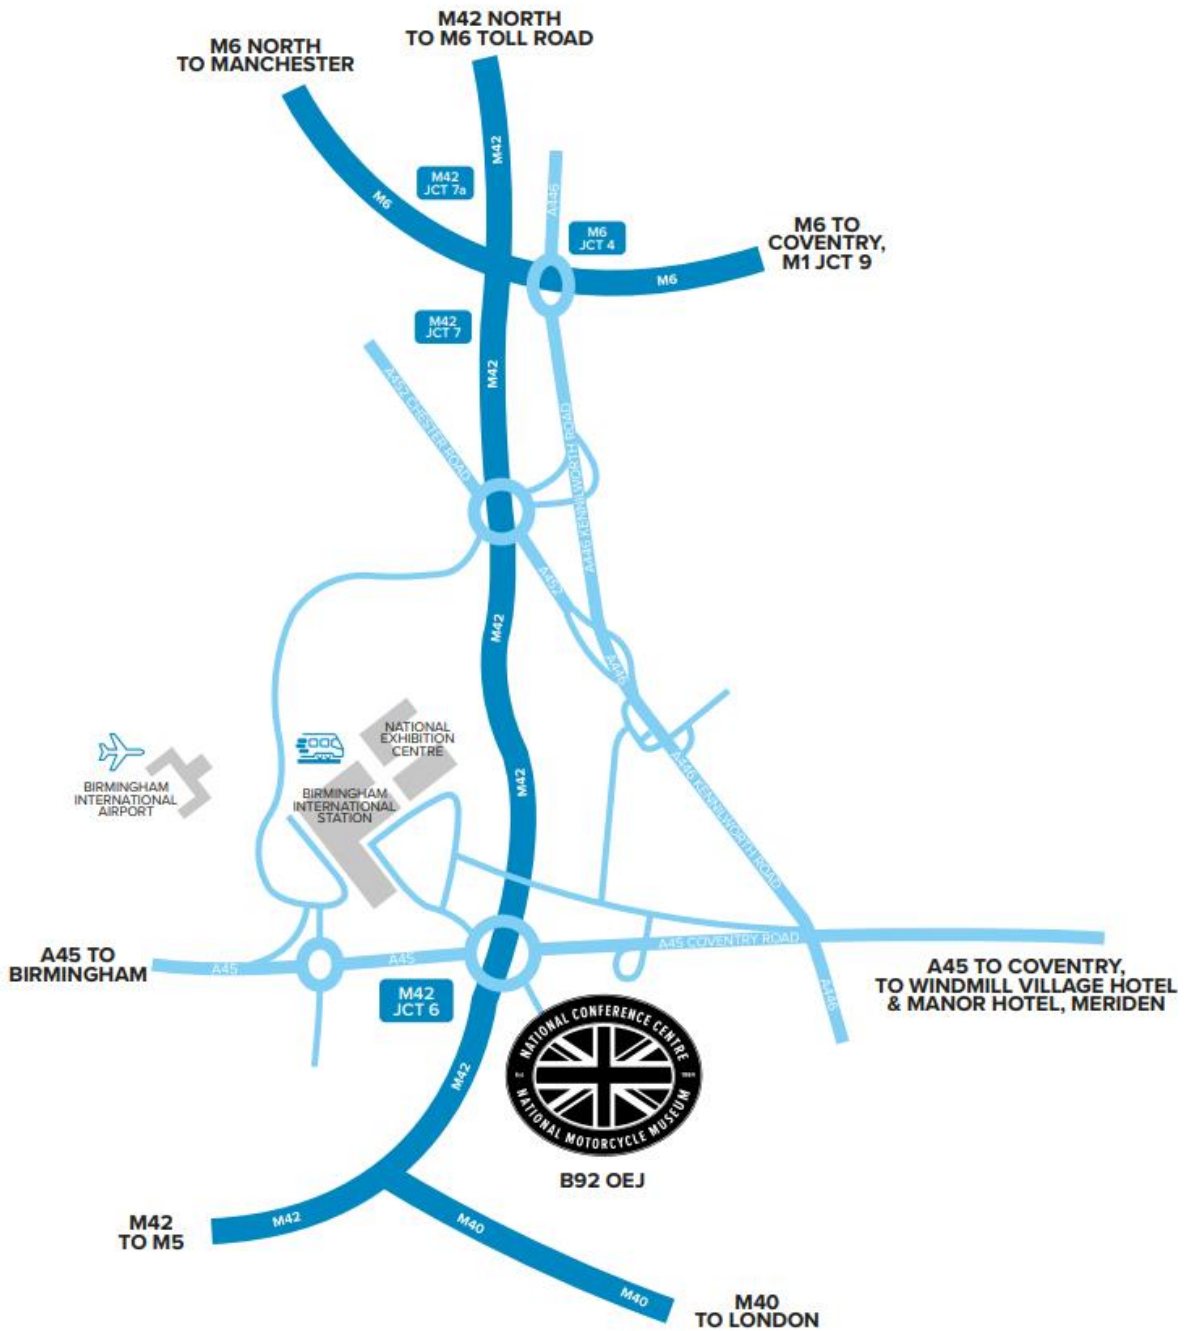 M42 NORTH
TO M6 TOLL ROAD
M6 NORTH
TO MANCHESTER
M42
M42
JCT 7a
A446
M6
M6
JCT 4
M6 TO
COVENTRY,
M1 JCT 9
M6
M42
JCT 7
M42
A452 CHESTER ROAD
A446 KENNILWORTH ROAD
A452
M42
A446
NATIONAL
EXHIBITION
CENTRE
BIRMINGHAM
INTERNATIONAL
AIRPORT
BIRMINGHAM
INTERNATIONAL
STATION
M42
A446 KENNILWORTH ROAD
A45 TO
BIRMINGHAM
A45
A45
A45 COVENTRY ROAD
A45 TO COVENTRY,
TO WINDMILL VILLAGE HOTEL
& MANOR HOTEL, MERIDEN
A446
M42
JCT 6
M42
NATIONAL CONFERENCE CENTRE
Est 1984
NATIONAL MOTORCYCLE MUSEUM
B92 OEJ
M42
TO M5
M42
M40
M40
M40
TO LONDON